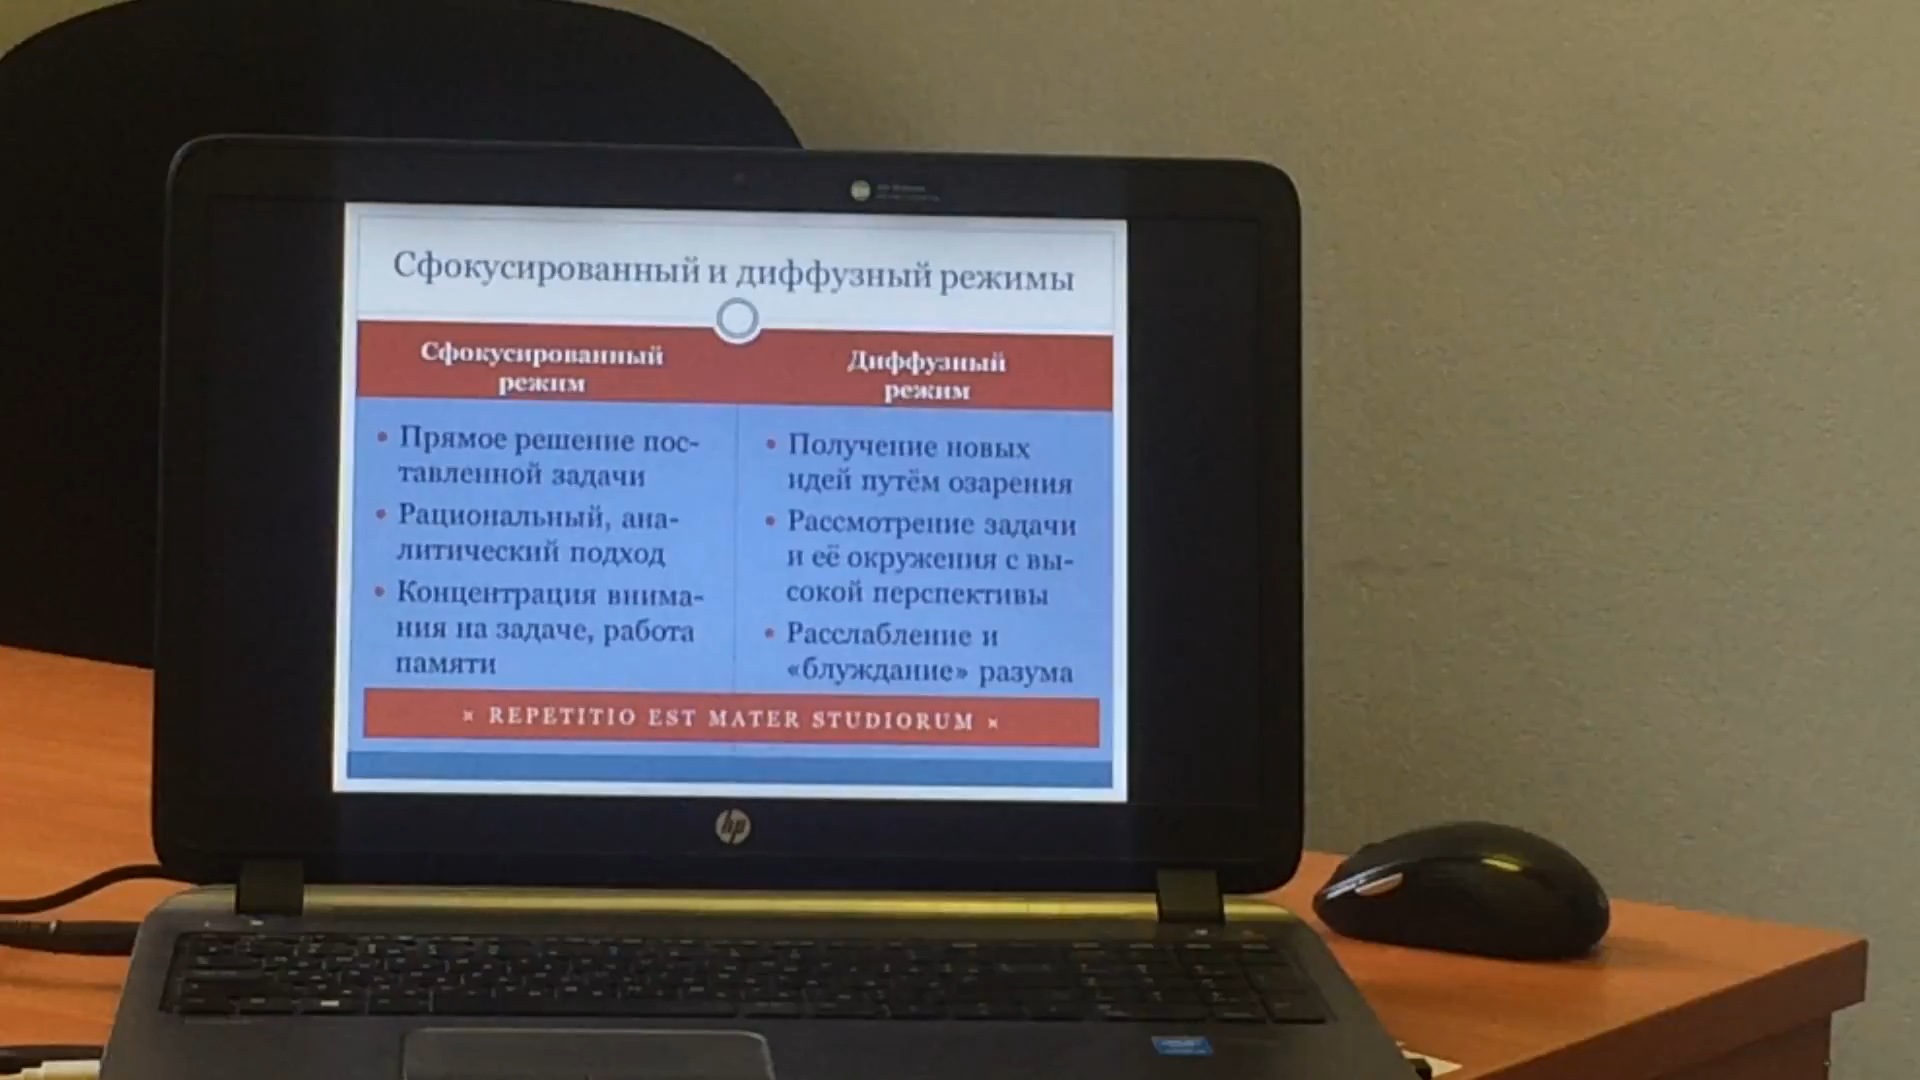 Сфокусированный и диффузный режимы
Сфокусированный
режим
Диффузный
режим
• Прямое решение пос-
тавленной задачи
• Рациональный, ана-
литический подход
• Концентрация внима-
ния на задаче, работа
памяти
• Получение новых
идей путём озарения
• Рассмотрение задачи
и её окружения с вы-
сокой перспективы
• Расслабление и
«блуждание» разума
× REPETITIO EST MATER STUDIORUM ×
hp